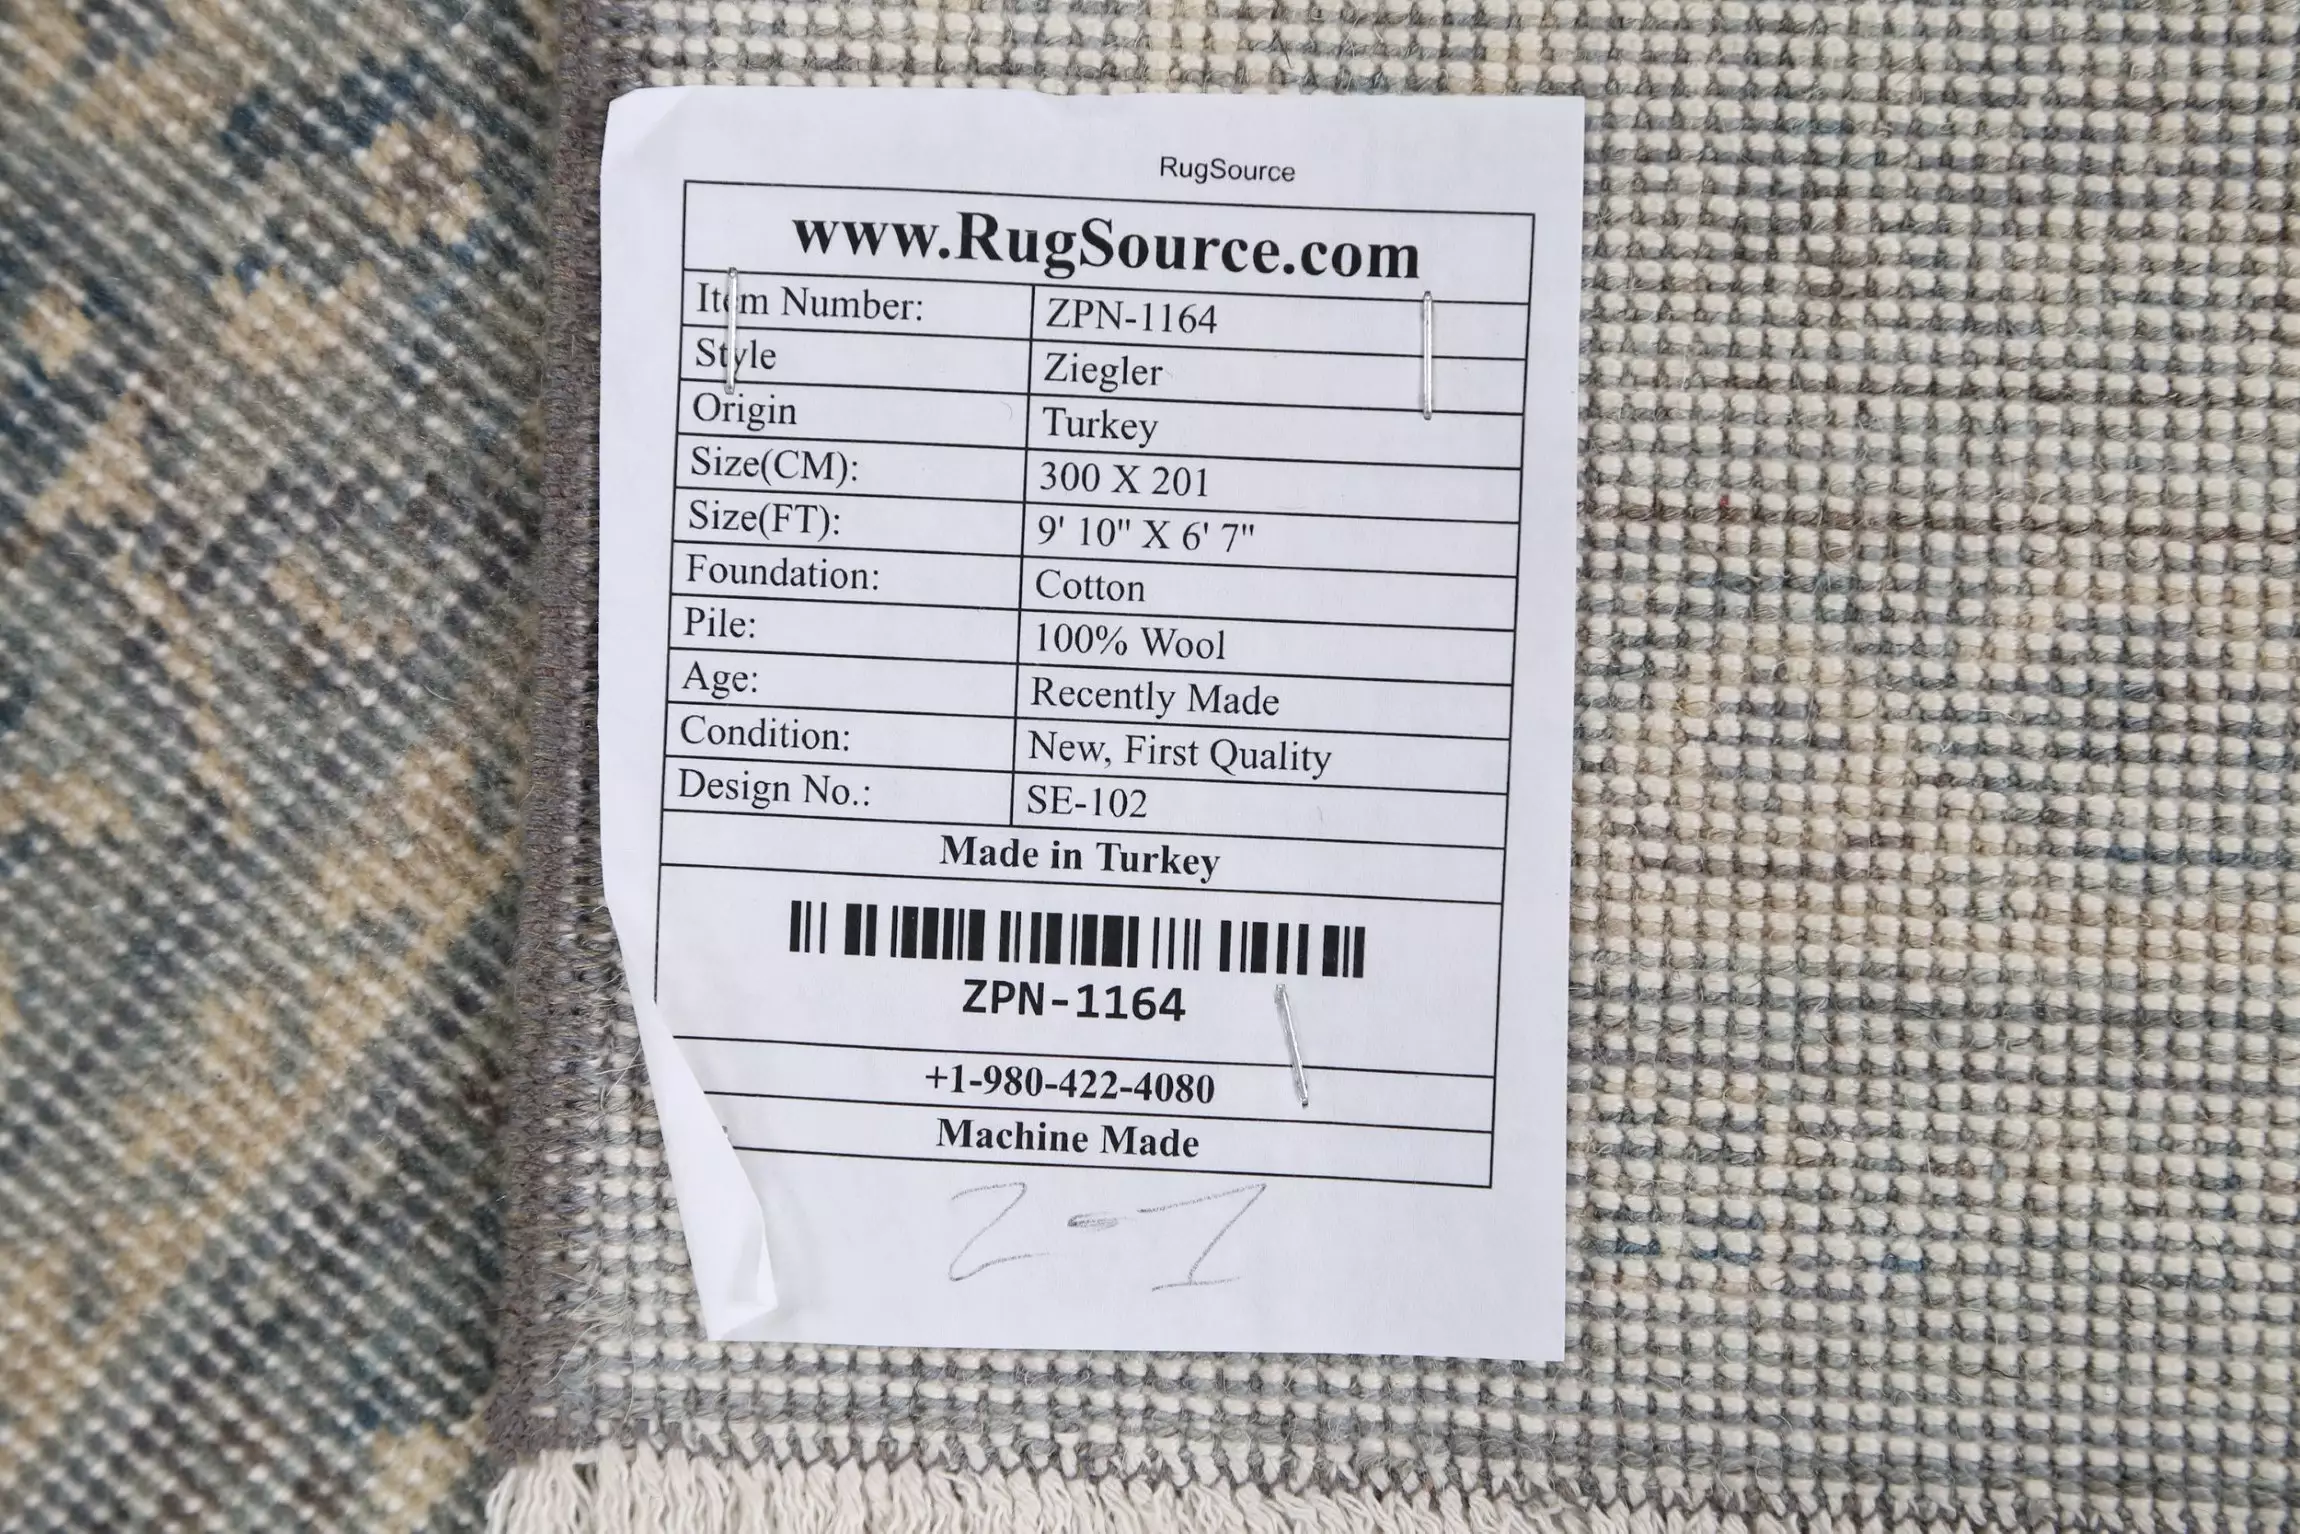 RugSource
www.RugSource.com
Item Number: ZPN-1164
Style Ziegler
Origin Turkey
Size(CM): 300 X 201
Size(FT): 9' 10" X 6' 7"
Foundation: Cotton
Pile: 100% Wool
Age: Recently Made
Condition: New, First Quality
Design No.: SE-102
Made in Turkey
ZPN-1164
+1-980-422-4080
Machine Made
2-1